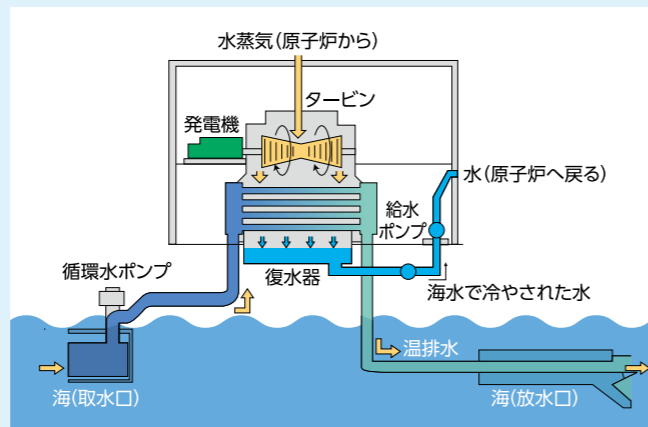 水蒸気(原子炉から)
タービン
発電機
水(原子炉へ戻る)
給水
ポンプ
循環水ポンプ
復水器
海水で冷やされた水
温排水
海(取水口)
海(放水口)